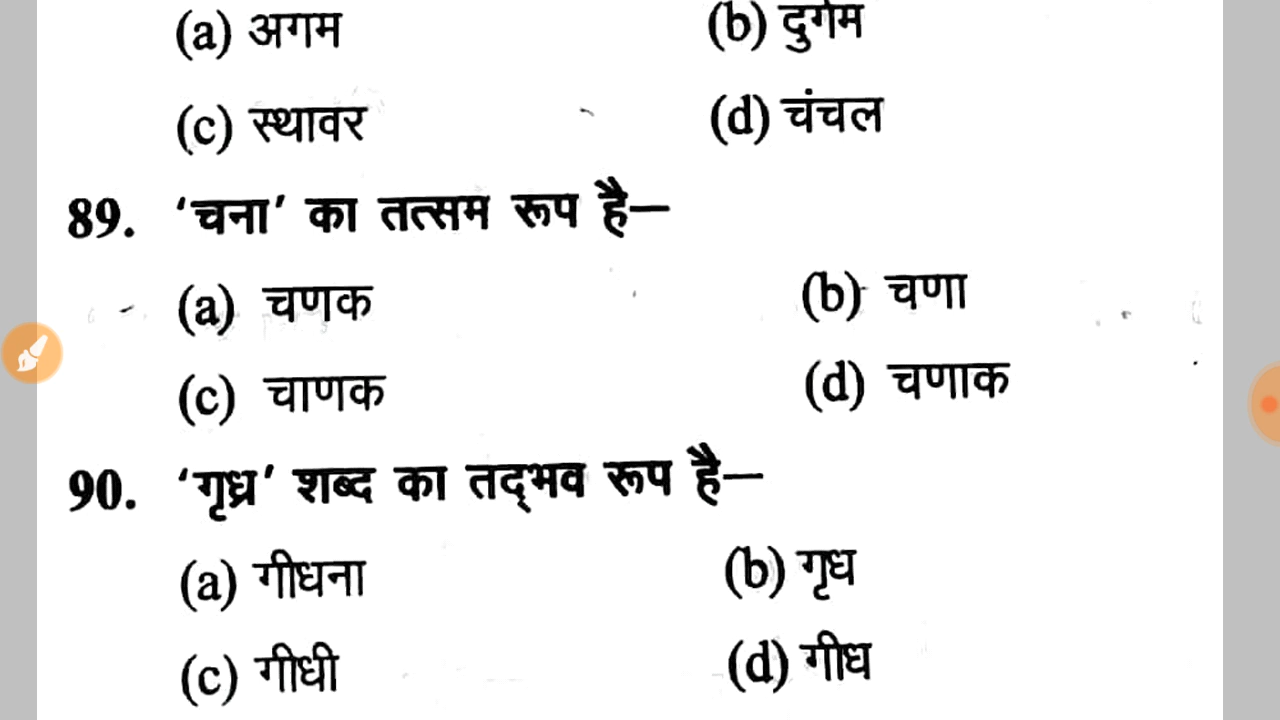 (a) अगम (b) दुर्गम
(c) स्थावर (d) चंचल
89. ‘चना’ का तत्सम रूप है—
(a) चणक (b) चणा
(c) चाणक (d) चणाक
90. ‘गृध्र’ शब्द का तद्‌भव रूप है—
(a) गीधना (b) गृध
(c) गीधी (d) गीध